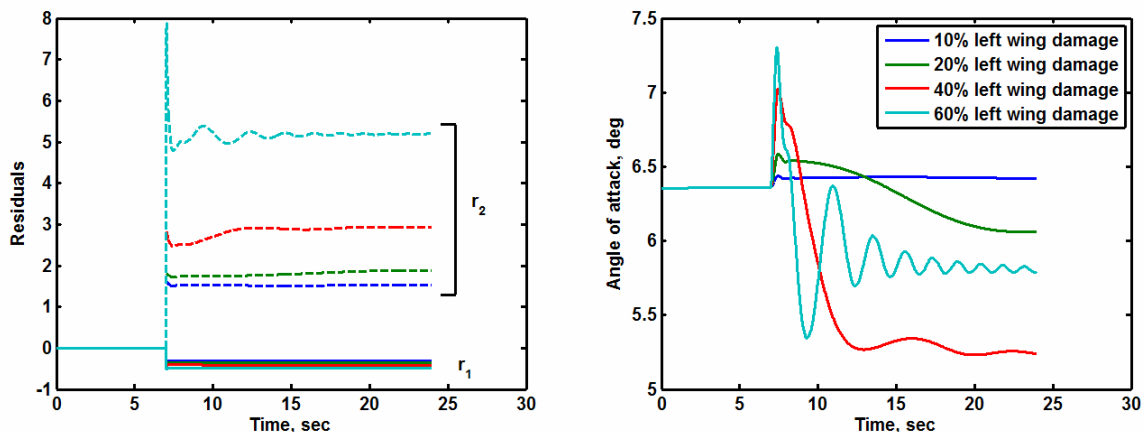 8
7
6
5
4
3
2
1
0
-1
Residuals
r2
r1
0 5 10 15 20 25 30
Time, sec
7.5
7
6.5
6
5.5
5
Angle of attack, deg
10% left wing damage
20% left wing damage
40% left wing damage
60% left wing damage
0 5 10 15 20 25 30
Time, sec